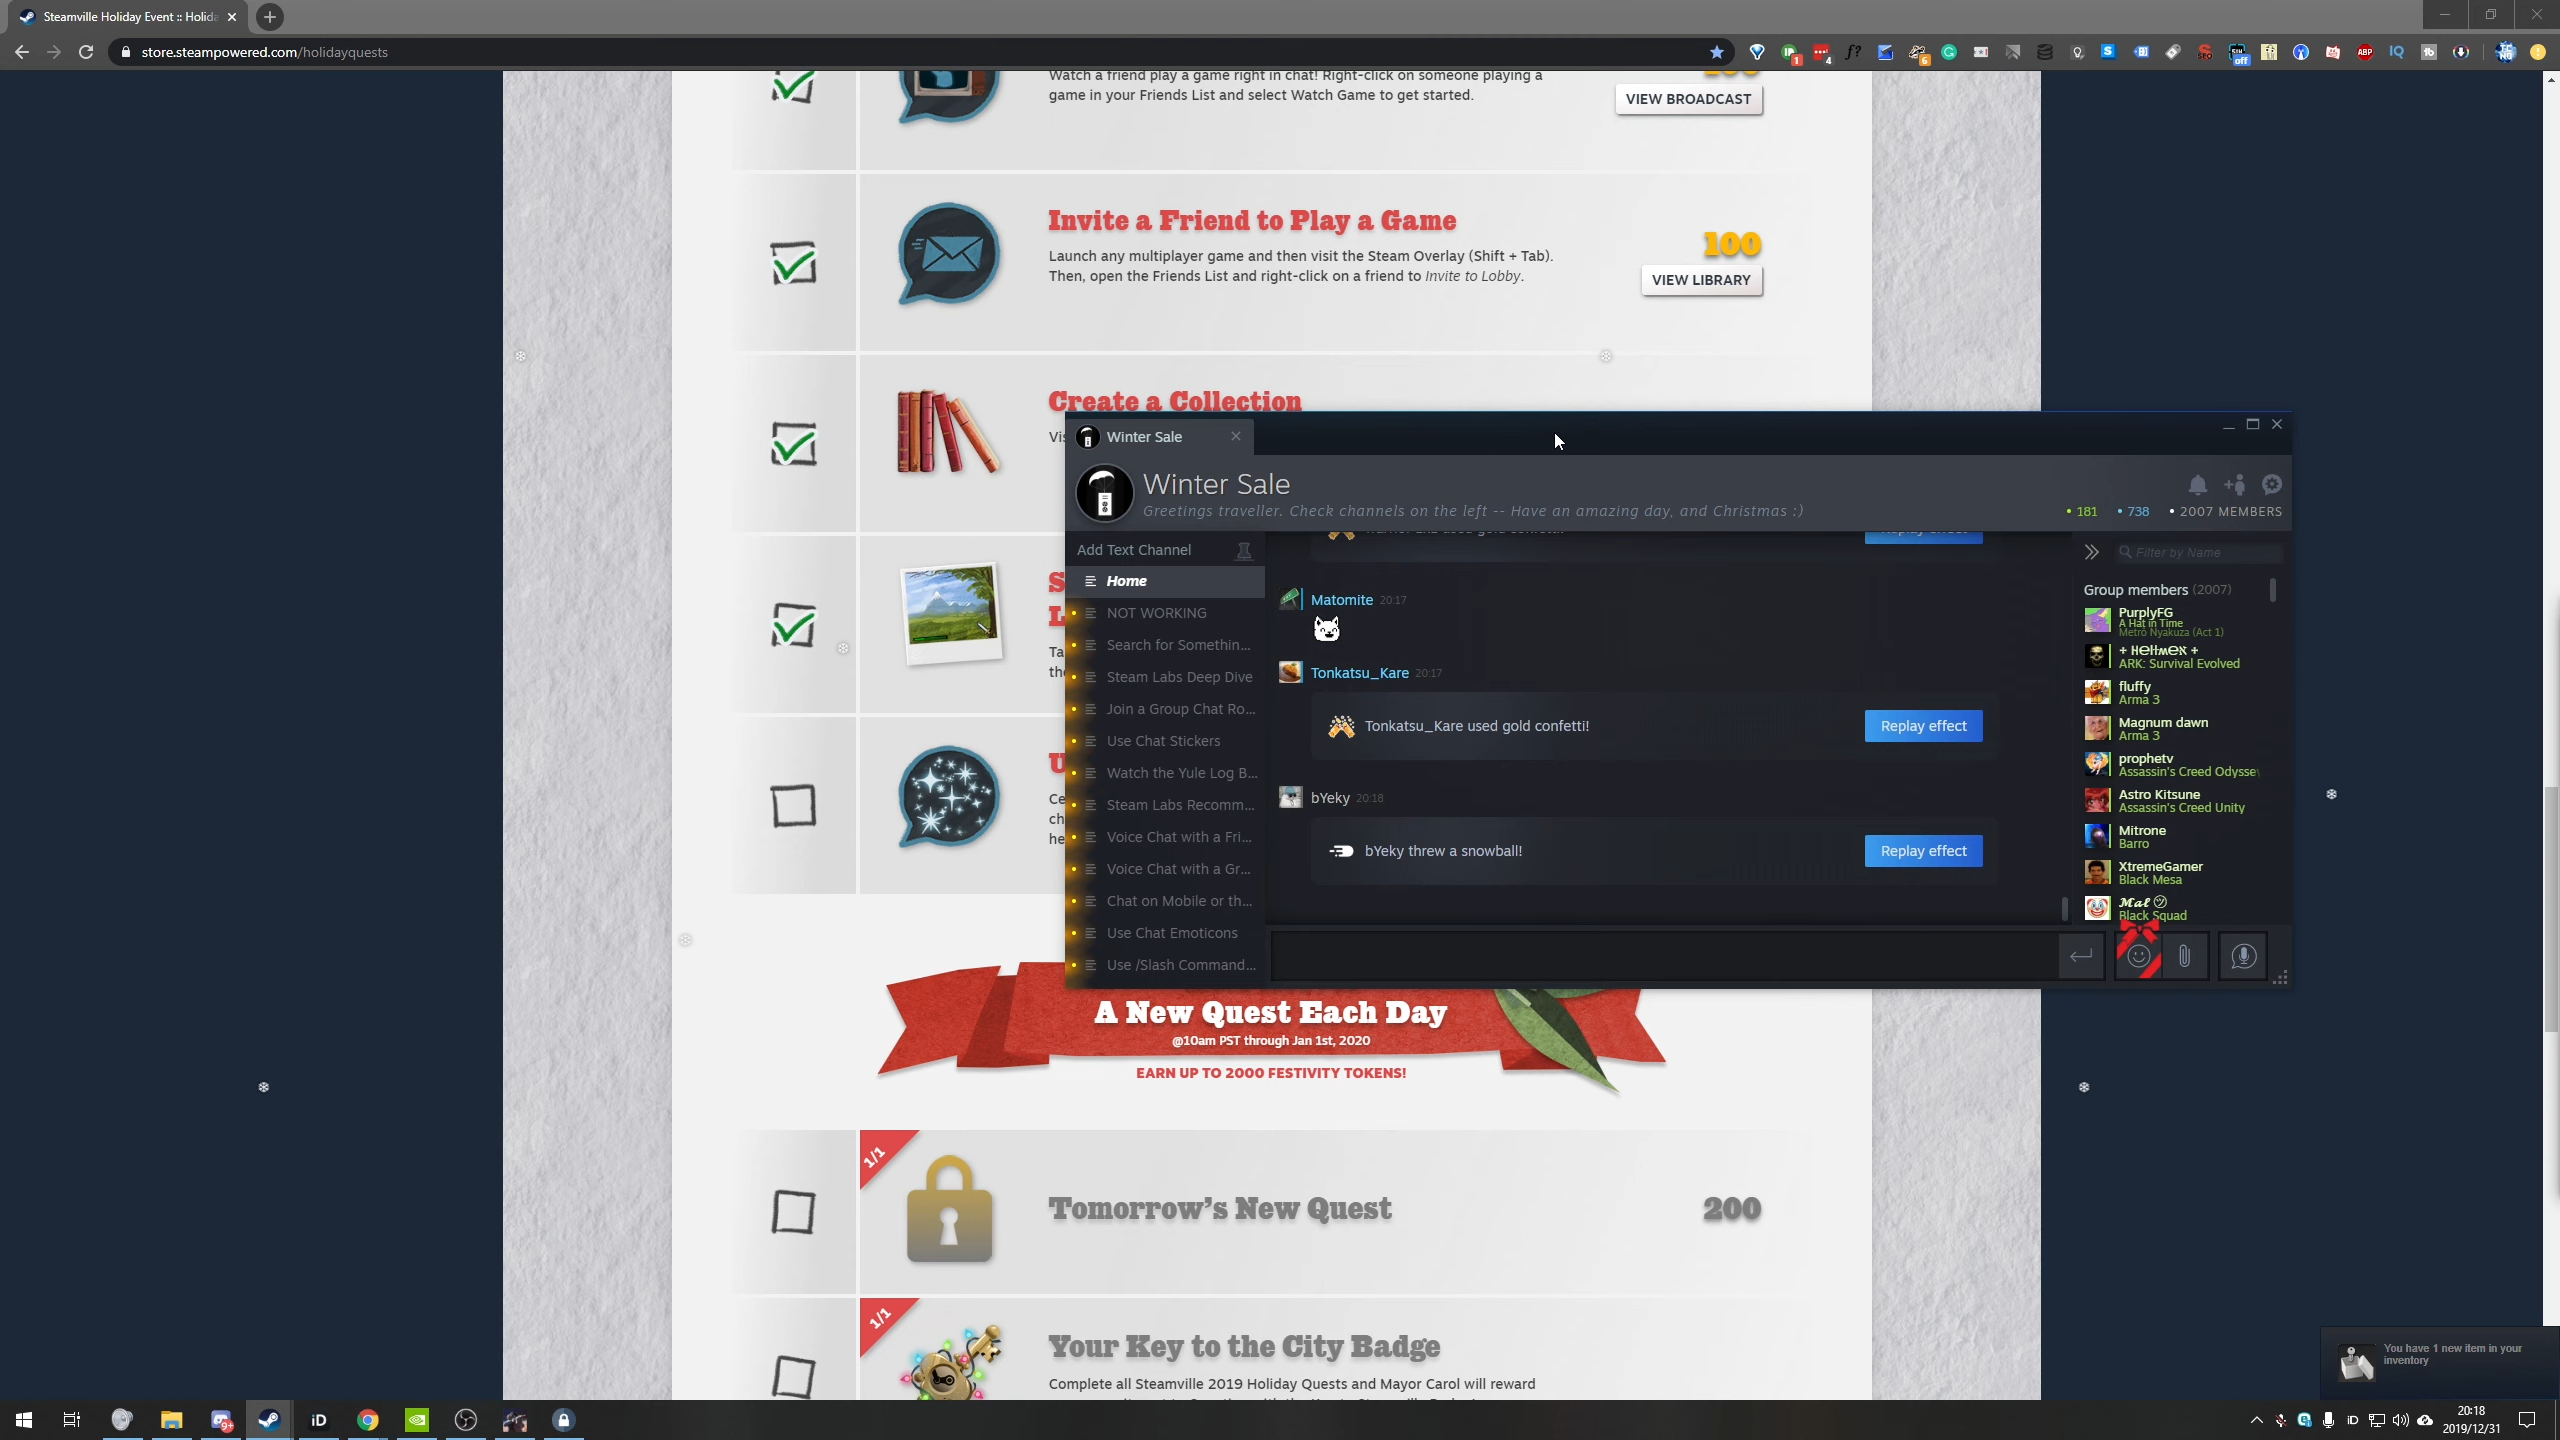 Steamville Holiday Event :: Holida
store.steampowered.com/holidayquests
Watch a friend play a game right in chat! Right-click on someone playing a
game in your Friends List and select Watch Game to get started.
VIEW BROADCAST
Invite a Friend to Play a Game
Launch any multiplayer game and then visit the Steam Overlay (Shift + Tab).
Then, open the Friends List and right-click on a friend to Invite to Lobby.
100
VIEW LIBRARY
Create a Collection
Winter Sale
Winter Sale
Greetings traveller. Check channels on the left -- Have an amazing day, and Christmas :)
181
738
2007 MEMBERS
Add Text Channel
Home
NOT WORKING
Search for Somethin...
Steam Labs Deep Dive
Join a Group Chat Ro...
Use Chat Stickers
Watch the Yule Log B...
Steam Labs Recomm...
Voice Chat with a Fri...
Voice Chat with a Gr...
Chat on Mobile or th...
Use Chat Emoticons
Use /Slash Command...
Matomite 20:17
Tonkatsu_Kare 20:17
Tonkatsu_Kare used gold confetti!
Replay effect
bYeky 20:18
bYeky threw a snowball!
Replay effect
Filter by Name
Group members (2007)
PurplyFG
A Hat in Time
Metro Nyakuza (Act 1)
ARK: Survival Evolved
fluffy
Arma 3
Magnum dawn
Arma 3
prophetv
Assassin's Creed Odyssey
Astro Kitsune
Assassin's Creed Unity
Mitrone
Barro
XtremeGamer
Black Mesa
Black Squad
A New Quest Each Day
@10am PST through Jan 1st, 2020
EARN UP TO 2000 FESTIVITY TOKENS!
1/1
Tomorrow's New Quest
200
1/1
Your Key to the City Badge
Complete all Steamville 2019 Holiday Quests and Mayor Carol will reward
You have 1 new item in your
inventory
20:18
2019/12/31